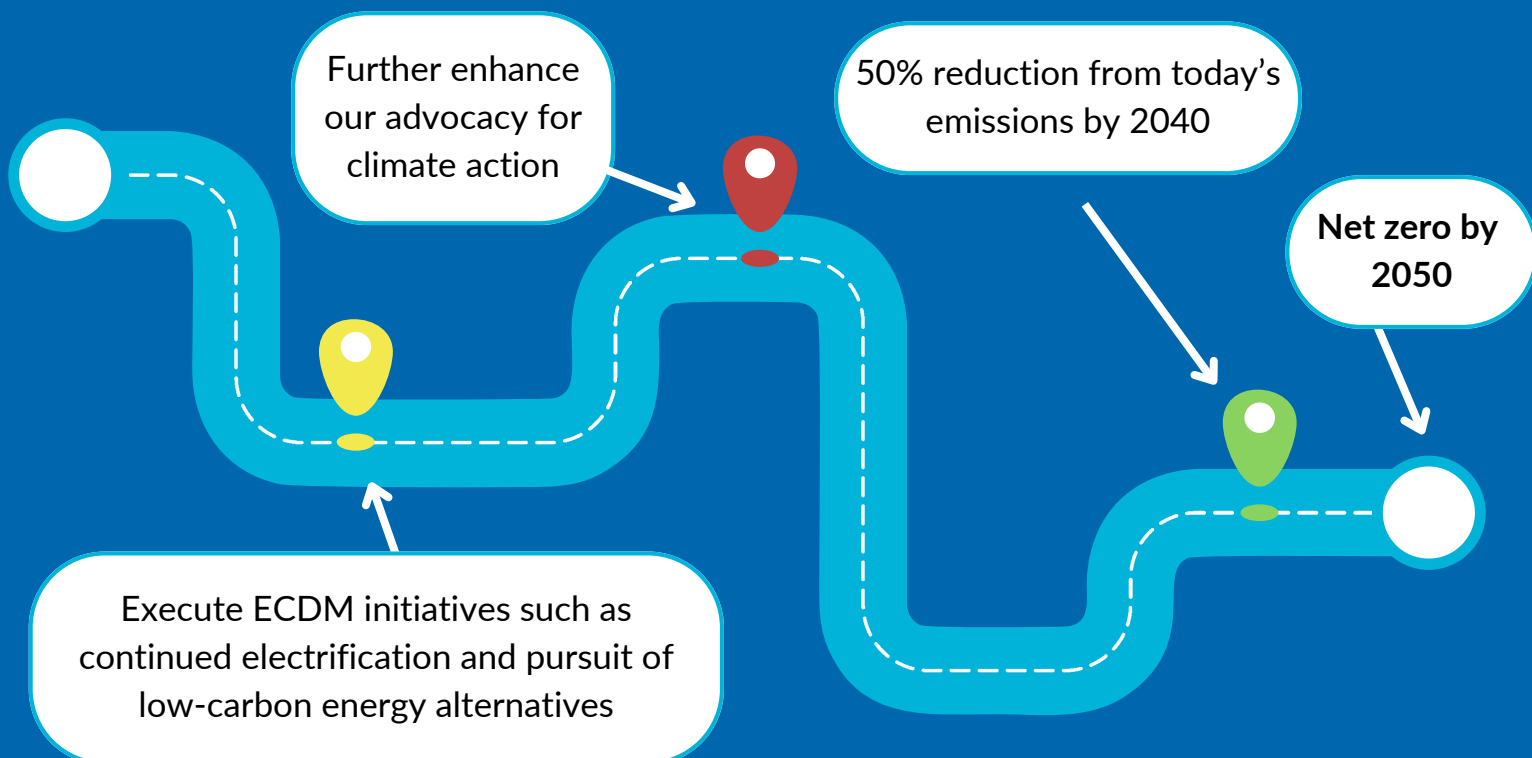 Further enhance
our advocacy for
climate action
50% reduction from today's
emissions by 2040
Net zero by
2050
Execute ECDM initiatives such as
continued electrification and pursuit of
low-carbon energy alternatives